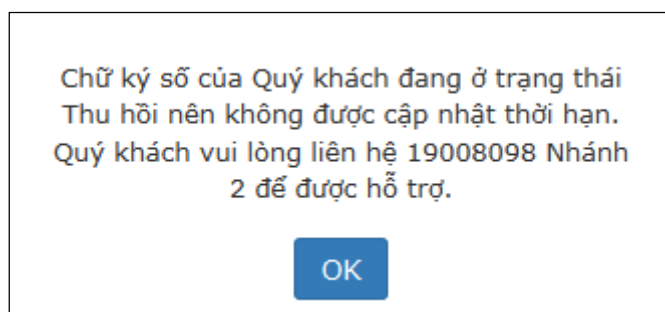 Chữ ký số của Quý khách đang ở trạng thái
Thu hồi nên không được cập nhật thời hạn.
Quý khách vui lòng liên hệ 19008098 Nhánh
2 để được hỗ trợ.
OK